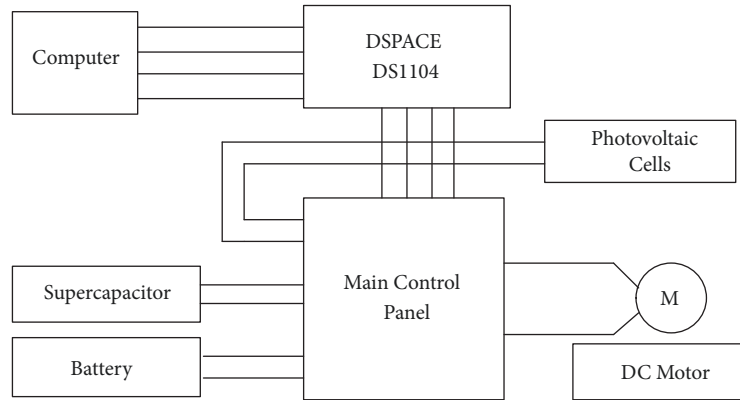 Computer
DSPACE
DS1104
Photovoltaic
Cells
Supercapacitor
Main Control
Panel
M
Battery
DC Motor